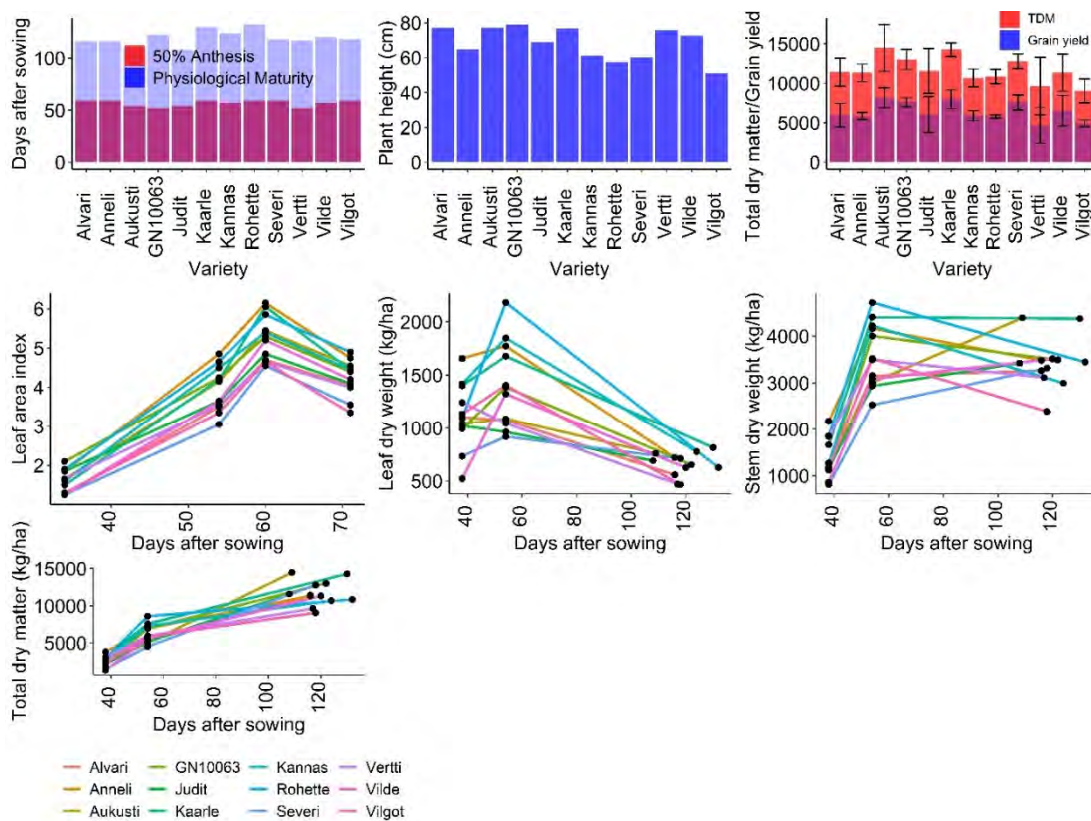 Days after sowing
100
50
0
50% Anthesis
Physiological Maturity
Alvari
Anneli
Aukusti
GN10063
Judit
Kaarle
Kannas
Rohette
Severi
Vertti
Vilde
Vilgot
Variety
Plant height (cm)
80
60
40
20
0
Alvari
Anneli
Aukusti
GN10063
Judit
Kaarle
Kannas
Rohette
Severi
Vertti
Vilde
Vilgot
Variety
Total dry matter/Grain yield
15000
10000
5000
0
TDM
Grain yield
Alvari
Anneli
Aukusti
GN10063
Judit
Kaarle
Kannas
Rohette
Severi
Vertti
Vilde
Vilgot
Variety
Leaf area index
6
5
4
3
2
40
50
60
70
Days after sowing
Leaf dry weight (kg/ha)
2000
1500
1000
500
40
60
80
100
120
Days after sowing
Stem dry weight (kg/ha)
4000
3000
2000
1000
40
60
80
100
120
Days after sowing
Total dry matter (kg/ha)
15000
10000
5000
40
60
80
100
120
Days after sowing
Alvari GN10063 Kannas Vertti
Anneli Judit Rohette Vilde
Aukusti Kaarle Severi Vilgot